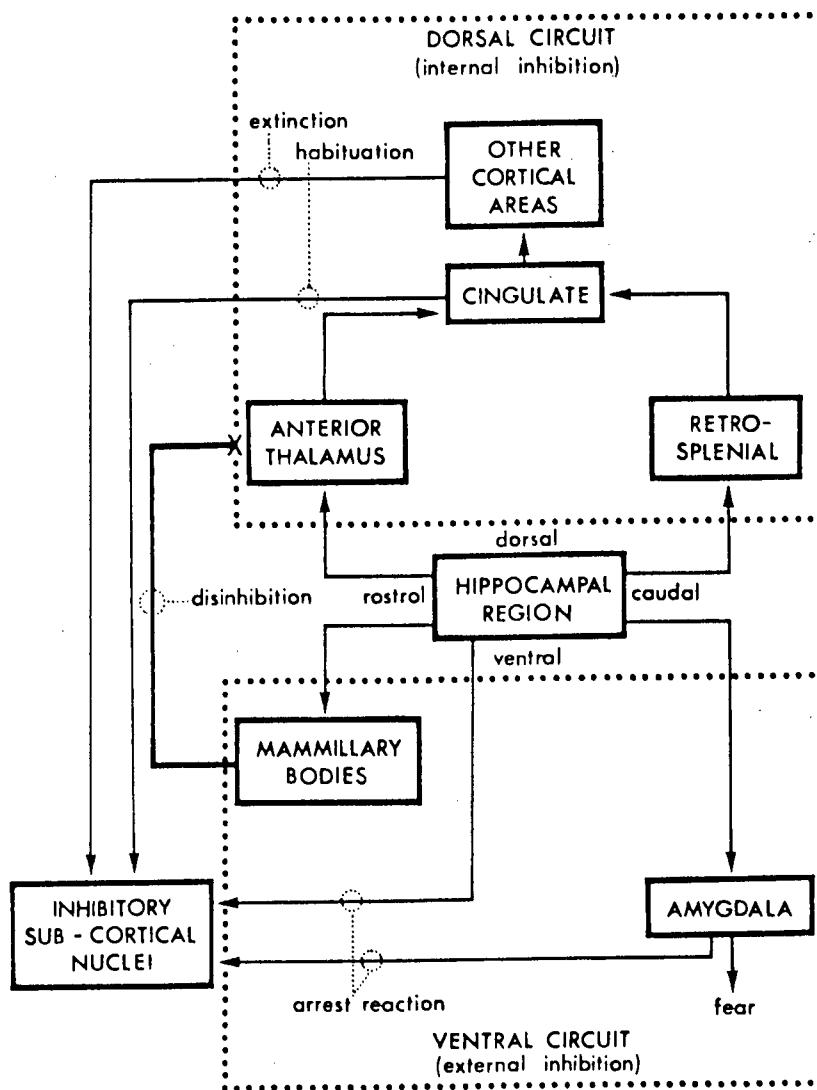 DORSAL CIRCUIT
(internal inhibition)
extinction
habituation
OTHER
CORTICAL
AREAS
CINGULATE
ANTERIOR
THALAMUS
RETRO-
SPLENIAL
dorsal
rostrol
HIPPOCAMPAL
REGION
caudal
disinhibition
ventral
MAMMILLARY
BODIES
INHIBITORY
SUB-CORTICAL
NUCLEI
AMYGDALA
arrest reaction
fear
VENTRAL CIRCUIT
(external inhibition)